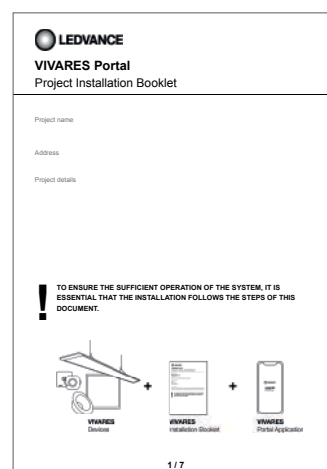 LEDVANCE
VIVARES Portal
Project Installation Booklet
Project name
Address
Project details
! TO ENSURE THE SUFFICIENT OPERATION OF THE SYSTEM, IT IS
ESSENTIAL THAT THE INSTALLATION FOLLOWS THE STEPS OF THIS
DOCUMENT.
+ +
VIVARES VIVARES VIVARES
Devices Installation Booklet Portal Application
1 / 7